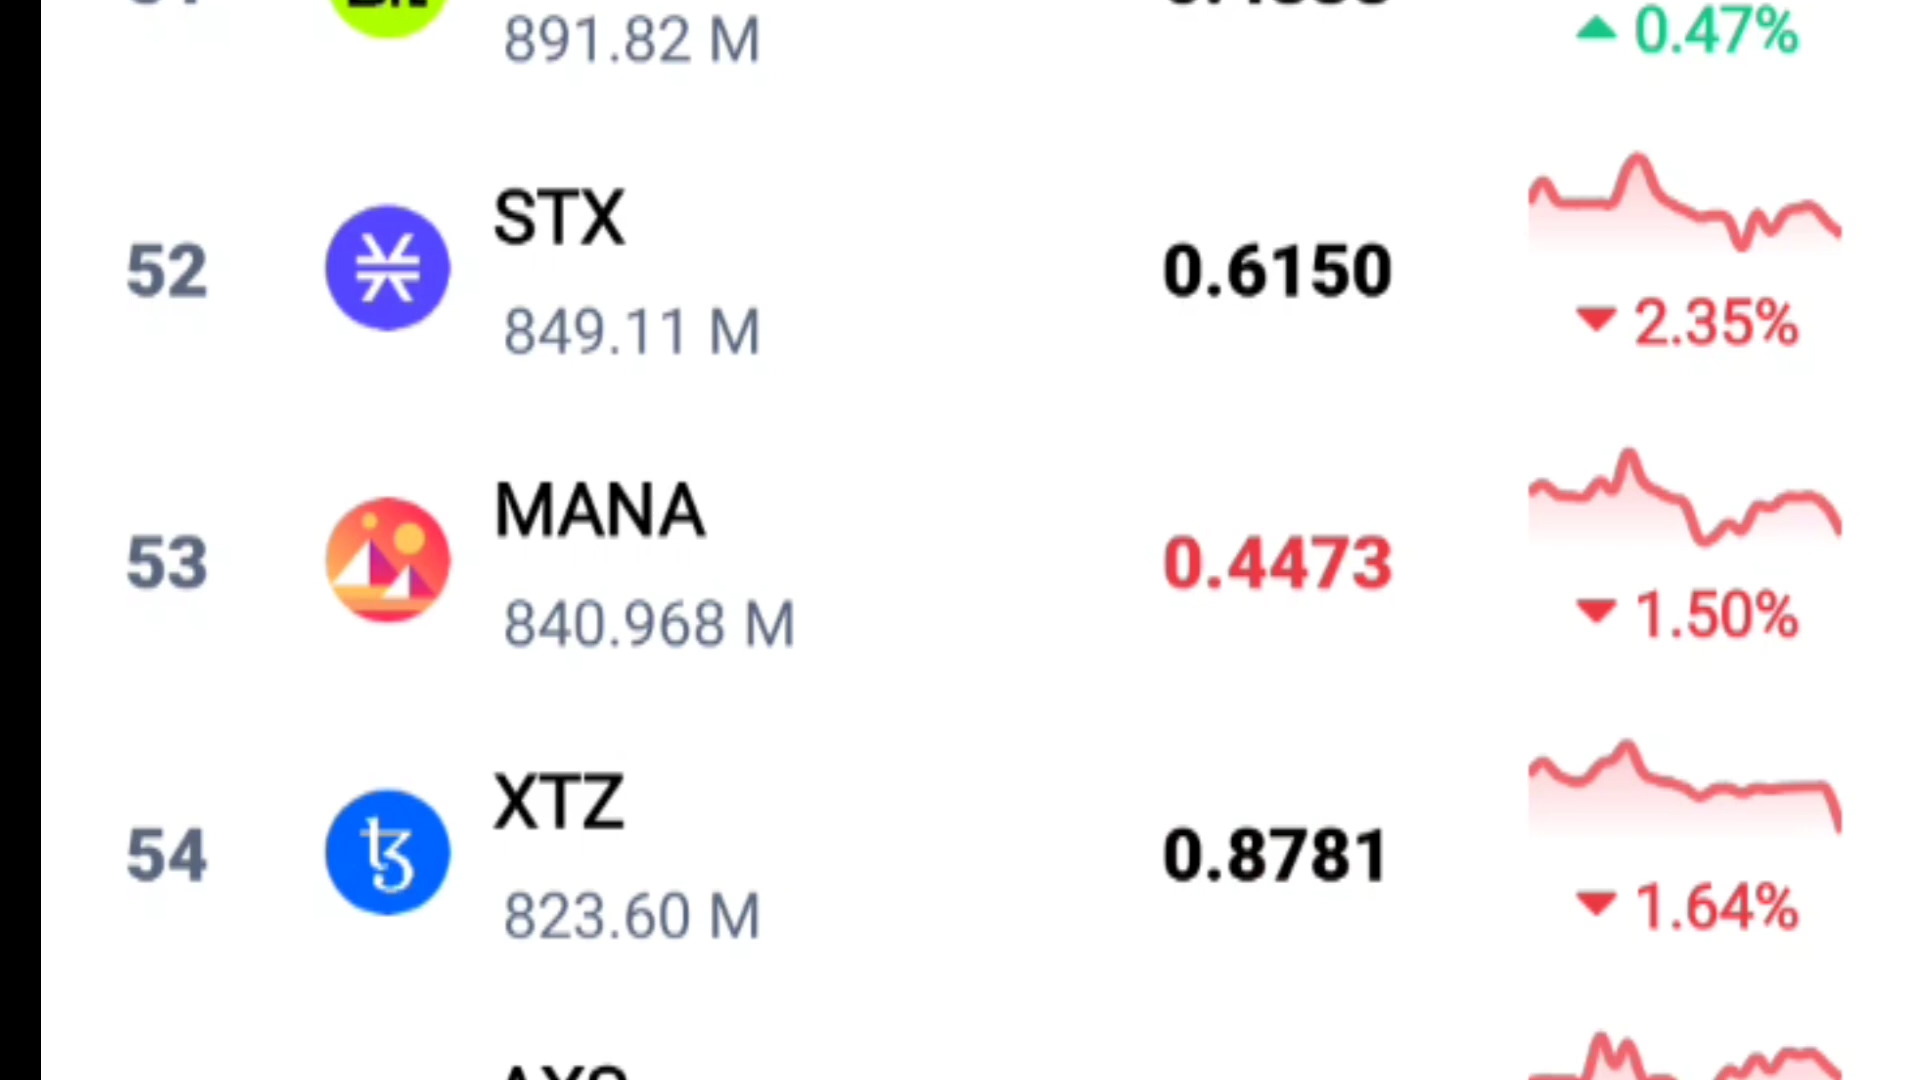 891.82 M
0.47%
52
STX
849.11 M
0.6150
2.35%
53
MANA
840.968 M
0.4473
1.50%
54
XTZ
823.60 M
0.8781
1.64%